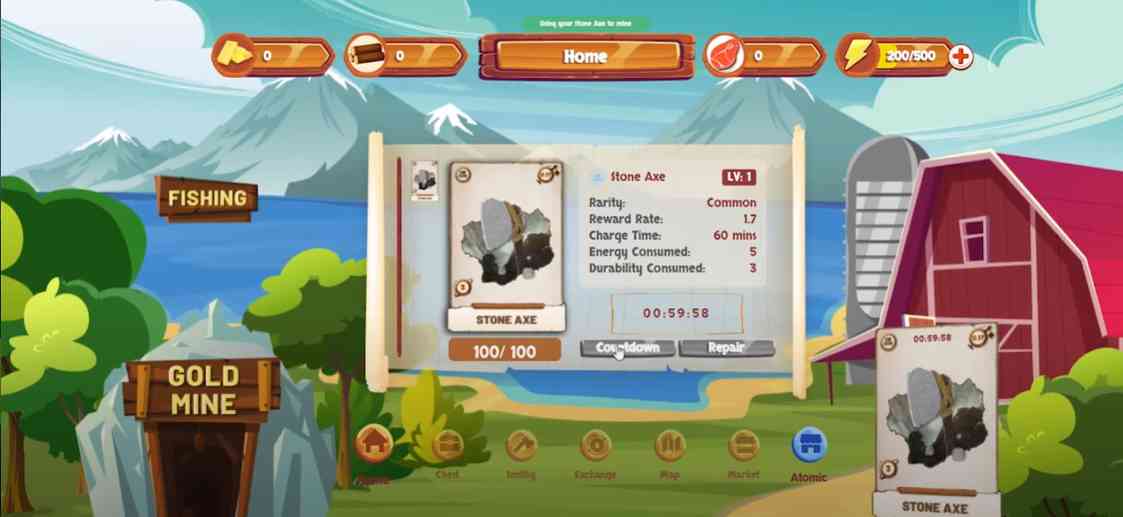 Using your Stone Axe to mine
0
0
Home
0
200/500
FISHING
Stone Axe
LV: 1
Rarity: Common
Reward Rate: 1.7
Charge Time: 60 mins
Energy Consumed: 5
Durability Consumed: 3
STONE AXE
00:59:58
100/ 100
Countdown
Repair
GOLD
MINE
00:59:58
STONE AXE
Home
Chest
Smithy
Exchange
Map
Market
Atomic